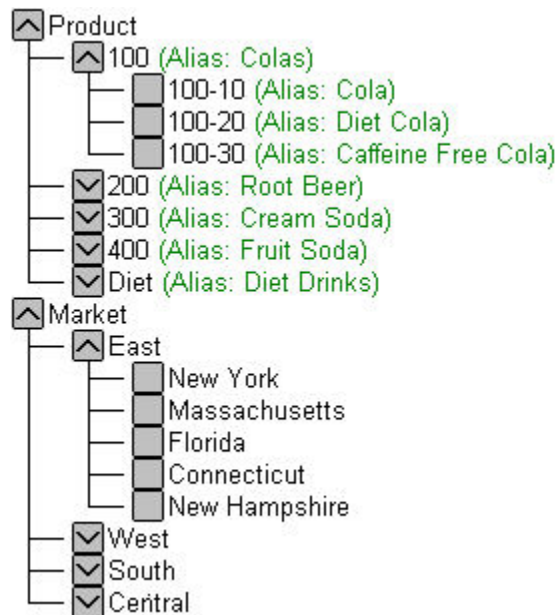 Product
100 (Alias: Colas)
100-10 (Alias: Cola)
100-20 (Alias: Diet Cola)
100-30 (Alias: Caffeine Free Cola)
200 (Alias: Root Beer)
300 (Alias: Cream Soda)
400 (Alias: Fruit Soda)
Diet (Alias: Diet Drinks)
Market
East
New York
Massachusetts
Florida
Connecticut
New Hampshire
West
South
Central